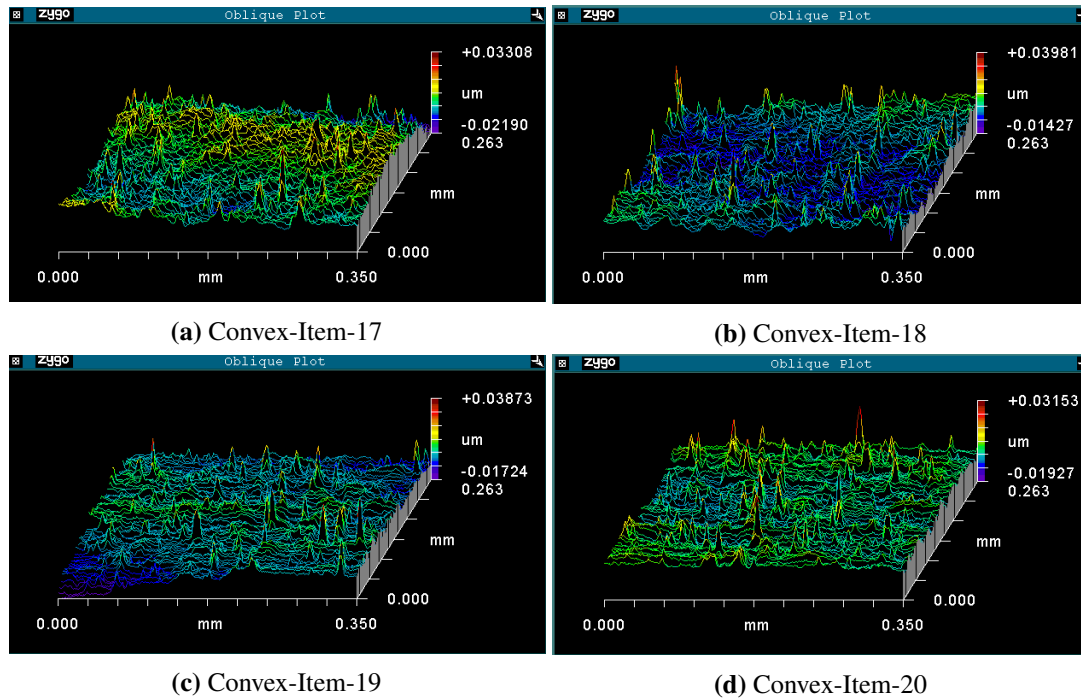 zygo Oblique Plot
+0.03308
um
-0.02190
0.263
mm
0.000
0.000 mm 0.350
(a) Convex-Item-17
zygo Oblique Plot
+0.03981
um
-0.01427
0.263
mm
0.000
0.000 mm 0.350
(b) Convex-Item-18
zygo Oblique Plot
+0.03873
um
-0.01724
0.263
mm
0.000
0.000 mm 0.350
(c) Convex-Item-19
zygo Oblique Plot
+0.03153
um
-0.01927
0.263
mm
0.000
0.000 mm 0.350
(d) Convex-Item-20